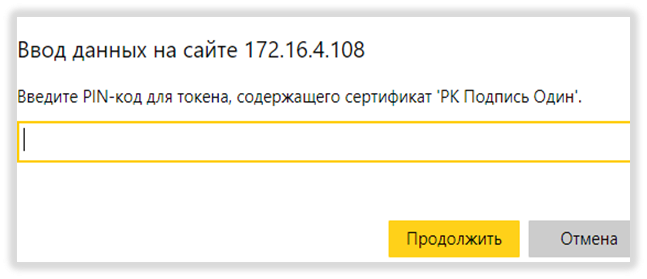 Ввод данных на сайте 172.16.4.108
Введите PIN-код для токена, содержащего сертификат 'РК Подпись Один'.
Продолжить
Отмена